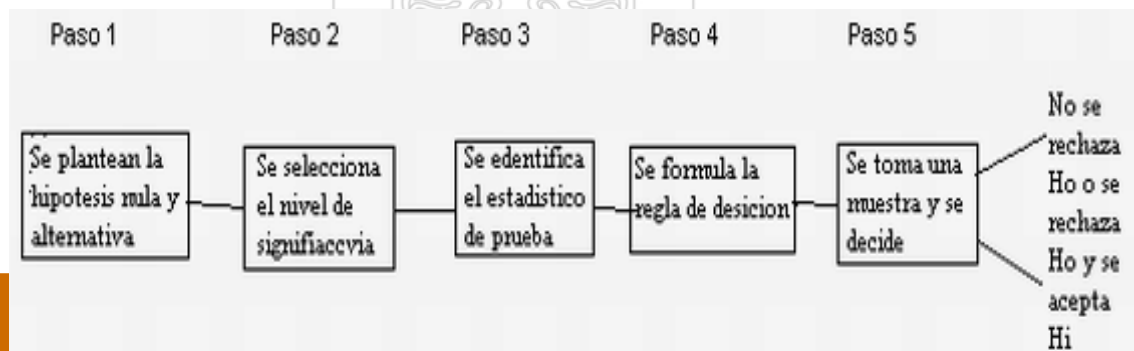 Paso 1
Paso 2
Paso 3
Paso 4
Paso 5
Se plantean la
hipotesis nula y
alternativa
Se selecciona
el nivel de
signifiaccvia
Se edentifica
el estadistico
de prueba
Se formula la
regla de desicion
Se toma una
muestra y se
decide
No se
rechaza
Ho o se
rechaza
Ho y se
acepta
Hi